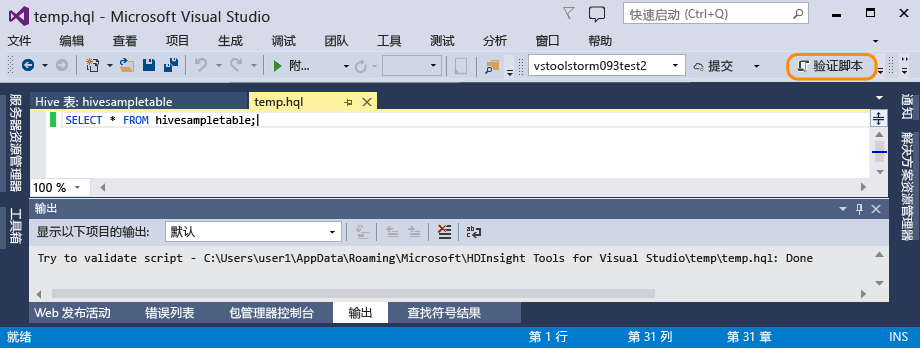 temp.hql - Microsoft Visual Studio
快速启动 (Ctrl+Q)
文件 编辑 查看 项目 生成 调试 团队 工具 测试 分析 窗口 帮助
附... vstoolstorm093test2 提交 验证脚本
服务器资源管理器
工具箱
Hive 表: hivesampletable temp.hql
SELECT * FROM hivesampletable;
100 %
通知
解决方案资源管理器
输出
显示以下项目的输出: 默认
Try to validate script - C:\Users\user1\AppData\Roaming\Microsoft\HDInsight Tools for Visual Studio\temp\temp.hql: Done
Web 发布活动 错误列表 包管理器控制台 输出 查找符号结果
就绪 第 1 行 第 31 列 第 31 章 INS